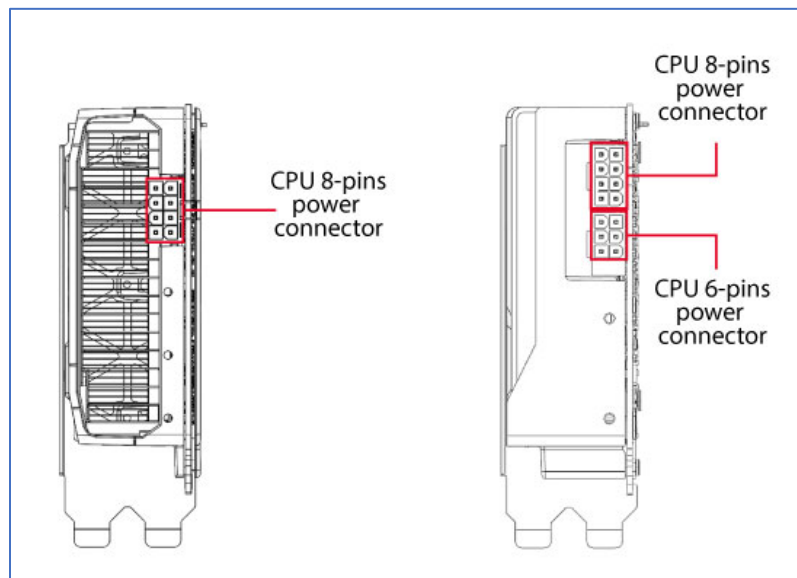 CPU 8-pins
power
connector
CPU 8-pins
power
connector
CPU 6-pins
power
connector